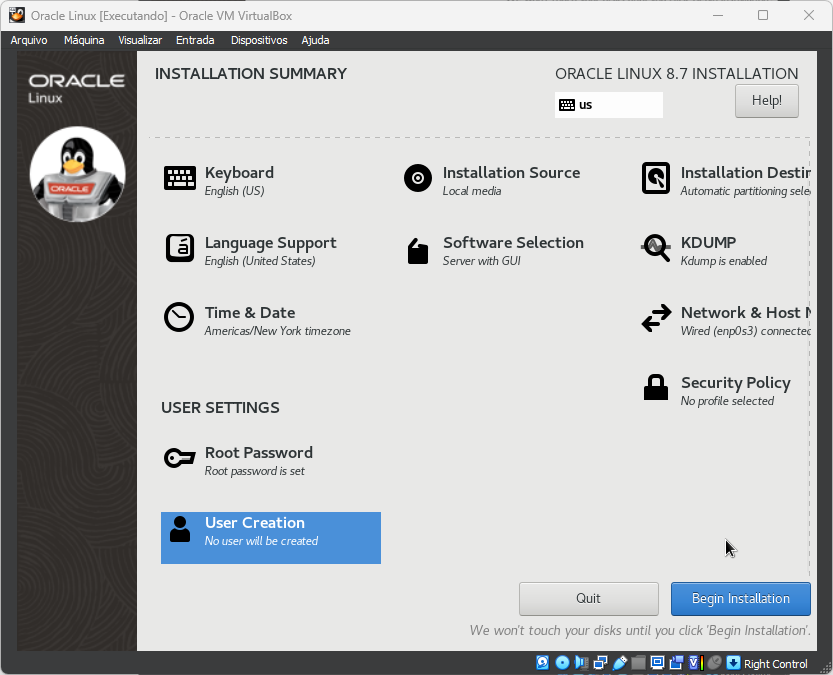 Oracle Linux [Executando] - Oracle VM VirtualBox
Arquivo Máquina Visualizar Entrada Dispositivos Ajuda
ORACLE
Linux
ORACLE
INSTALLATION SUMMARY
ORACLE LINUX 8.7 INSTALLATION
us
Help!
Keyboard
English (US)
Installation Source
Local media
Installation Destin
Automatic partitioning sele
Language Support
English (United States)
Software Selection
Server with GUI
KDUMP
Kdump is enabled
Time & Date
Americas/New York timezone
Network & Host N
Wired (enp0s3) connected
Security Policy
No profile selected
USER SETTINGS
Root Password
Root password is set
User Creation
No user will be created
Quit
Begin Installation
We won't touch your disks until you click 'Begin Installation'.
Right Control